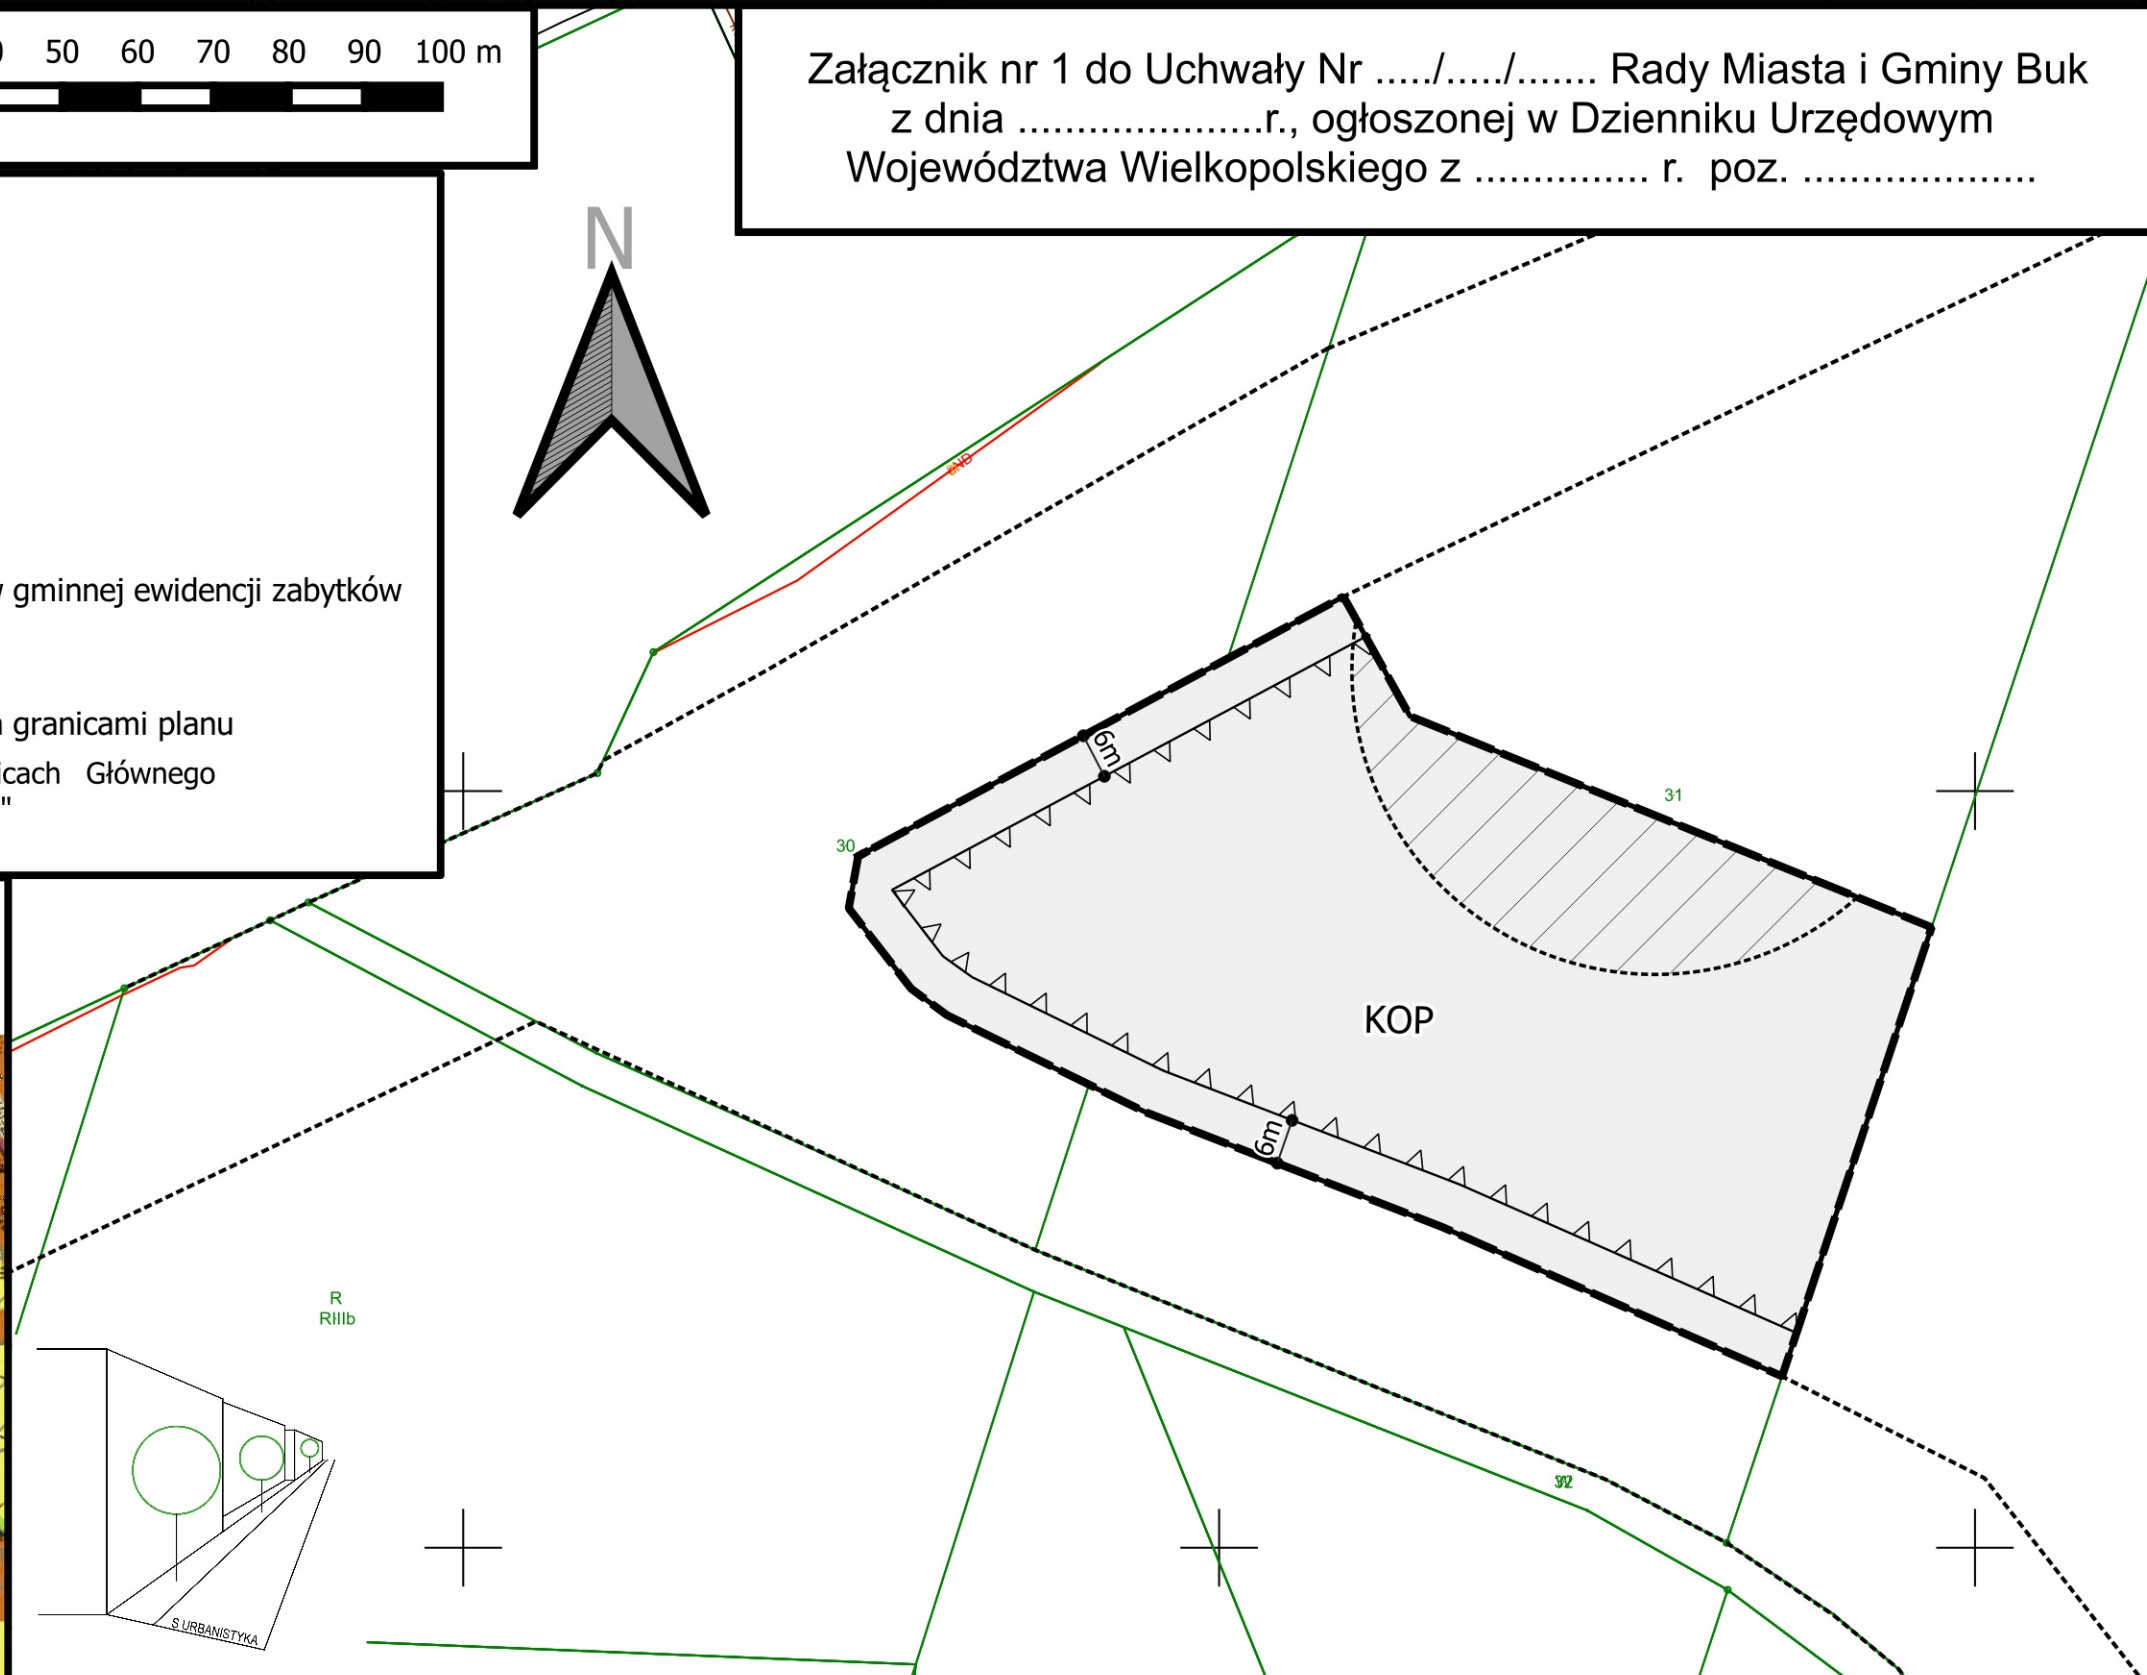 50 60 70 80 90 100 m
Załącznik nr 1 do Uchwały Nr ...../...../....... Rady Miasta i Gminy Buk
z dnia .....................r., ogłoszonej w Dzienniku Urzędowym
Województwa Wielkopolskiego z ............... r. poz. ....................
N
gminnej ewidencji zabytków
granicami planu
Głównego
"
6m
31
30
KOP
6m
R
RIIIb
S URBANISTYKA